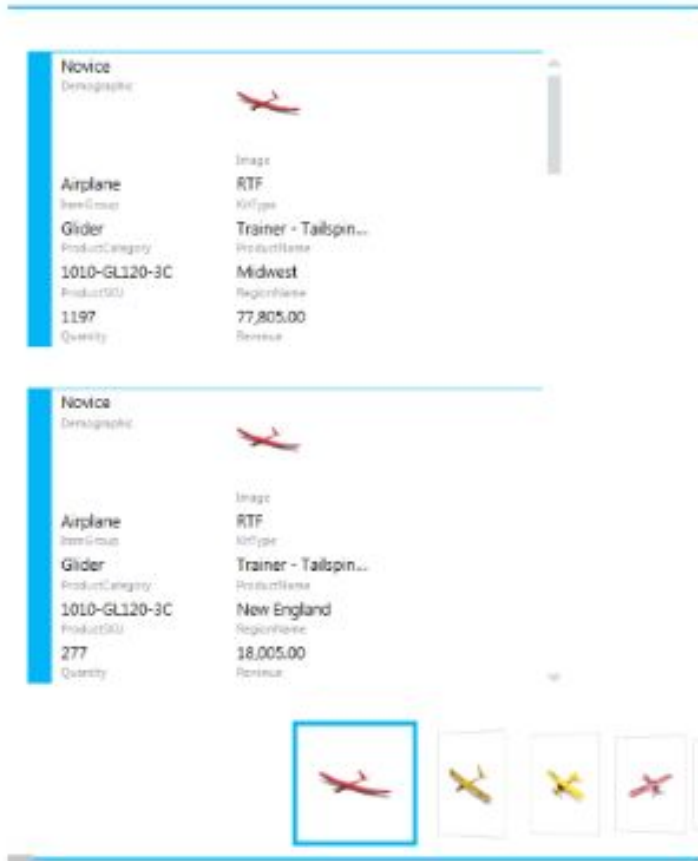 Novice
Demographic
Image
Airplane RTF
ItemGroup KitType
Glider Trainer - Tailspin...
ProductCategory ProductName
1010-GL120-3C Midwest
ProductSKU RegionName
1197 77,805.00
Quantity Revenue
Novice
Demographic
Image
Airplane RTF
ItemGroup KitType
Glider Trainer - Tailspin...
ProductCategory ProductName
1010-GL120-3C New England
ProductSKU RegionName
277 18,005.00
Quantity Revenue